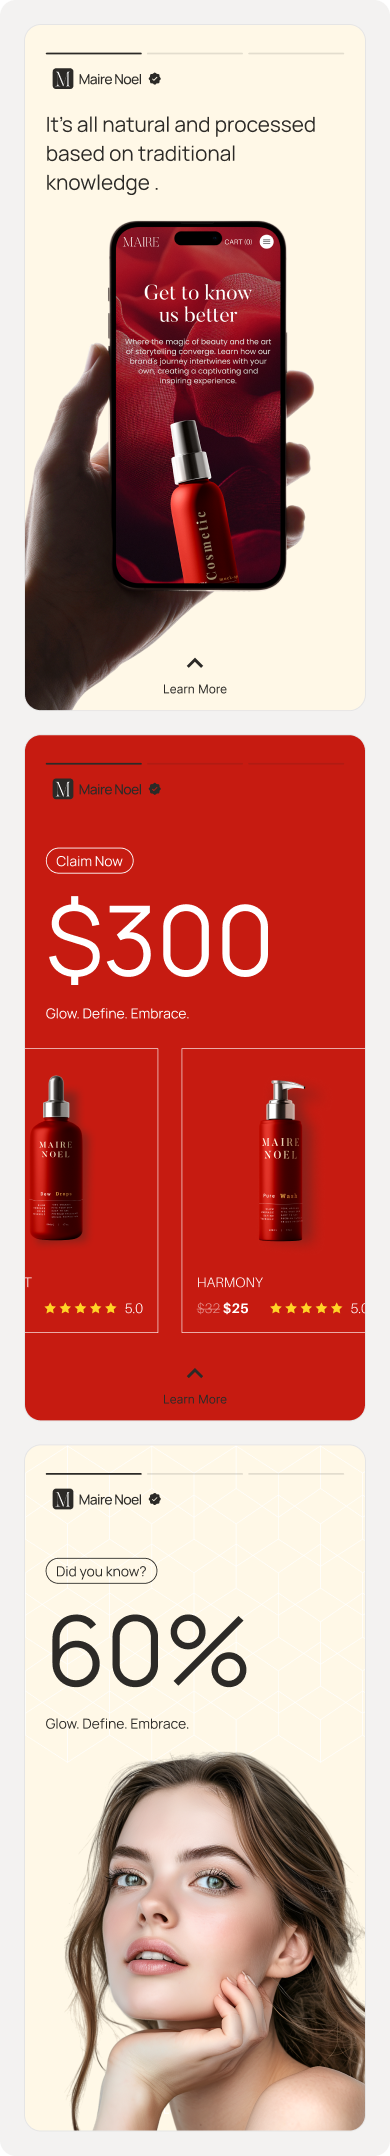 M Maire Noel
It's all natural and processed
based on traditional
knowledge .
MAIRE
CART (0)
Get to know
us better
Where the magic of beauty and the art
of storytelling converge. Learn how our
brand's journey intertwines with your
own, creating a captivating and
inspiring experience.
Cosmetic
Learn More
M Maire Noel
Claim Now
$300
Glow. Define. Embrace.
MAIRE
NOEL
Dew Drops
T
5.0
MAIRE
NOEL
Pure Wash
HARMONY
$32 $25
5.0
Learn More
M Maire Noel
Did you know?
60%
Glow. Define. Embrace.